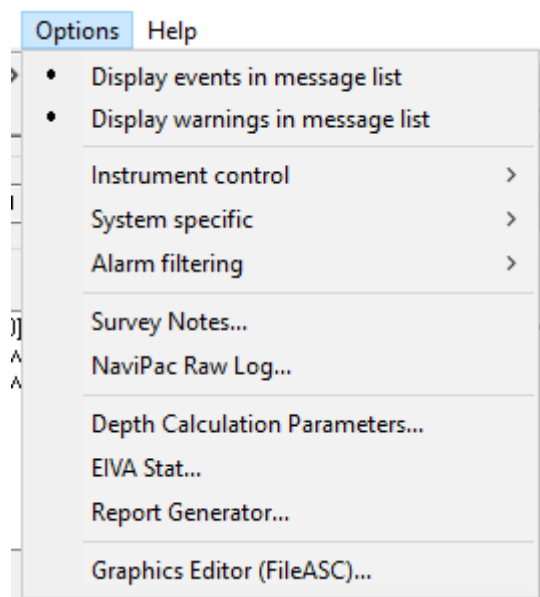 Options Help
Display events in message list
Display warnings in message list
Instrument control
System specific
Alarm filtering
Survey Notes...
NaviPac Raw Log...
Depth Calculation Parameters...
EIVA Stat...
Report Generator...
Graphics Editor (FileASC)...